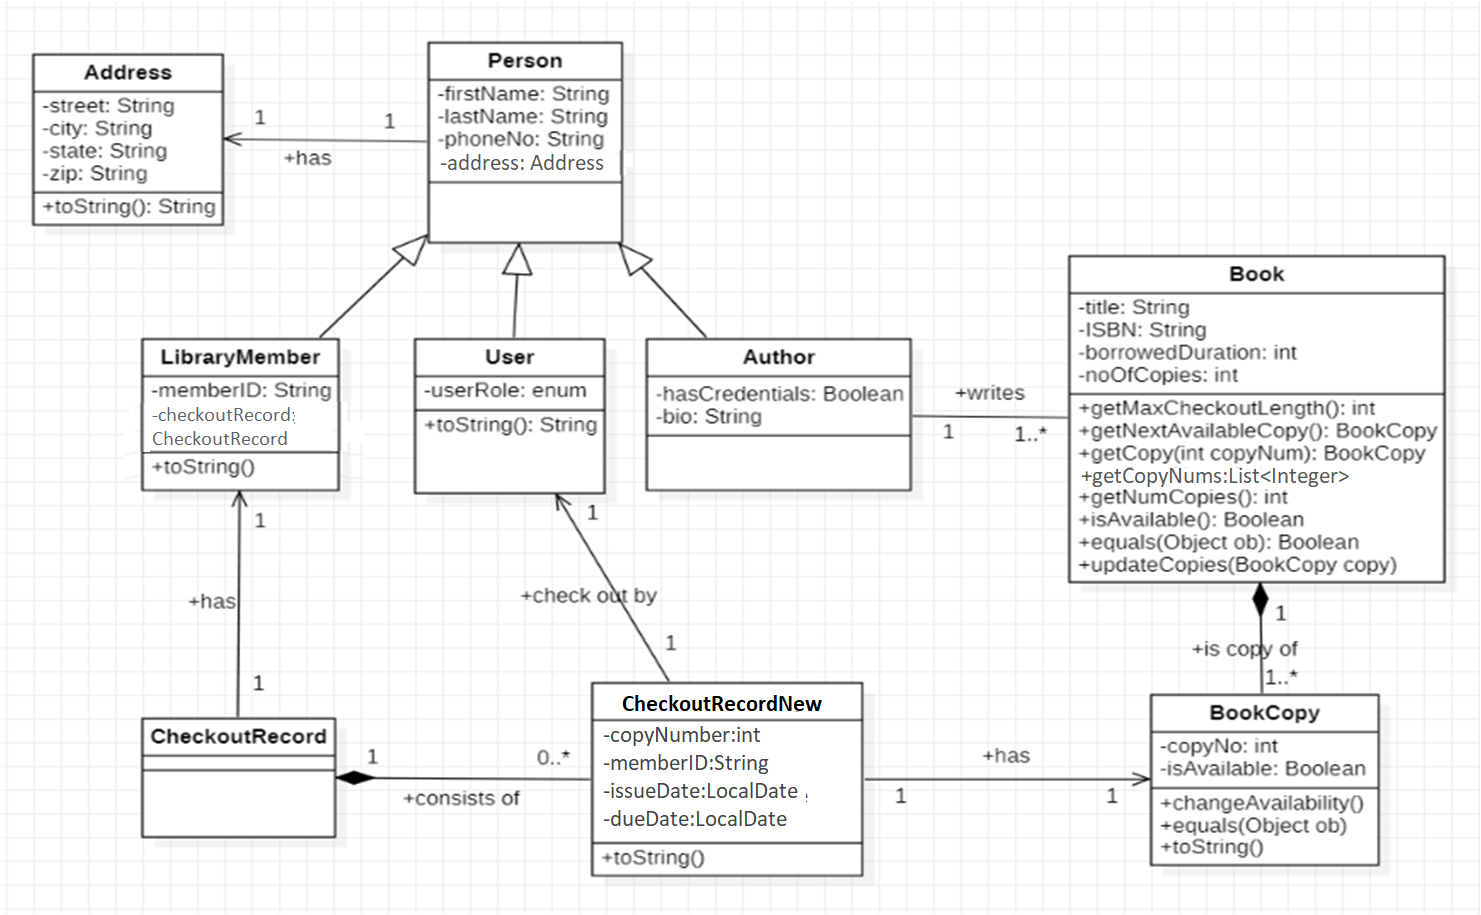 Address
-street: String
-city: String
-state: String
-zip: String
+toString(): String
1
1
+has
Person
-firstName: String
-lastName: String
-phoneNo: String
-address: Address
LibraryMember
-memberID: String
-checkoutRecord:
CheckoutRecord
+toString()
User
-userRole: enum
+toString(): String
Author
-hasCredentials: Boolean
-bio: String
+writes
1
1..*
Book
-title: String
-ISBN: String
-borrowedDuration: int
-noOfCopies: int
+getMaxCheckoutLength(): int
+getNextAvailableCopy(): BookCopy
+getCopy(int copyNum): BookCopy
+getCopyNums:List<Integer>
+getNumCopies(): int
+isAvailable(): Boolean
+equals(Object ob): Boolean
+updateCopies(BookCopy copy)
1
+has
1
1
+check out by
1
1
+is copy of
1..*
CheckoutRecord
1
0..*
+consists of
CheckoutRecordNew
-copyNumber:int
-memberID:String
-issueDate:LocalDate
-dueDate:LocalDate
+toString()
+has
1
1
BookCopy
-copyNo: int
-isAvailable: Boolean
+changeAvailability()
+equals(Object ob)
+toString()